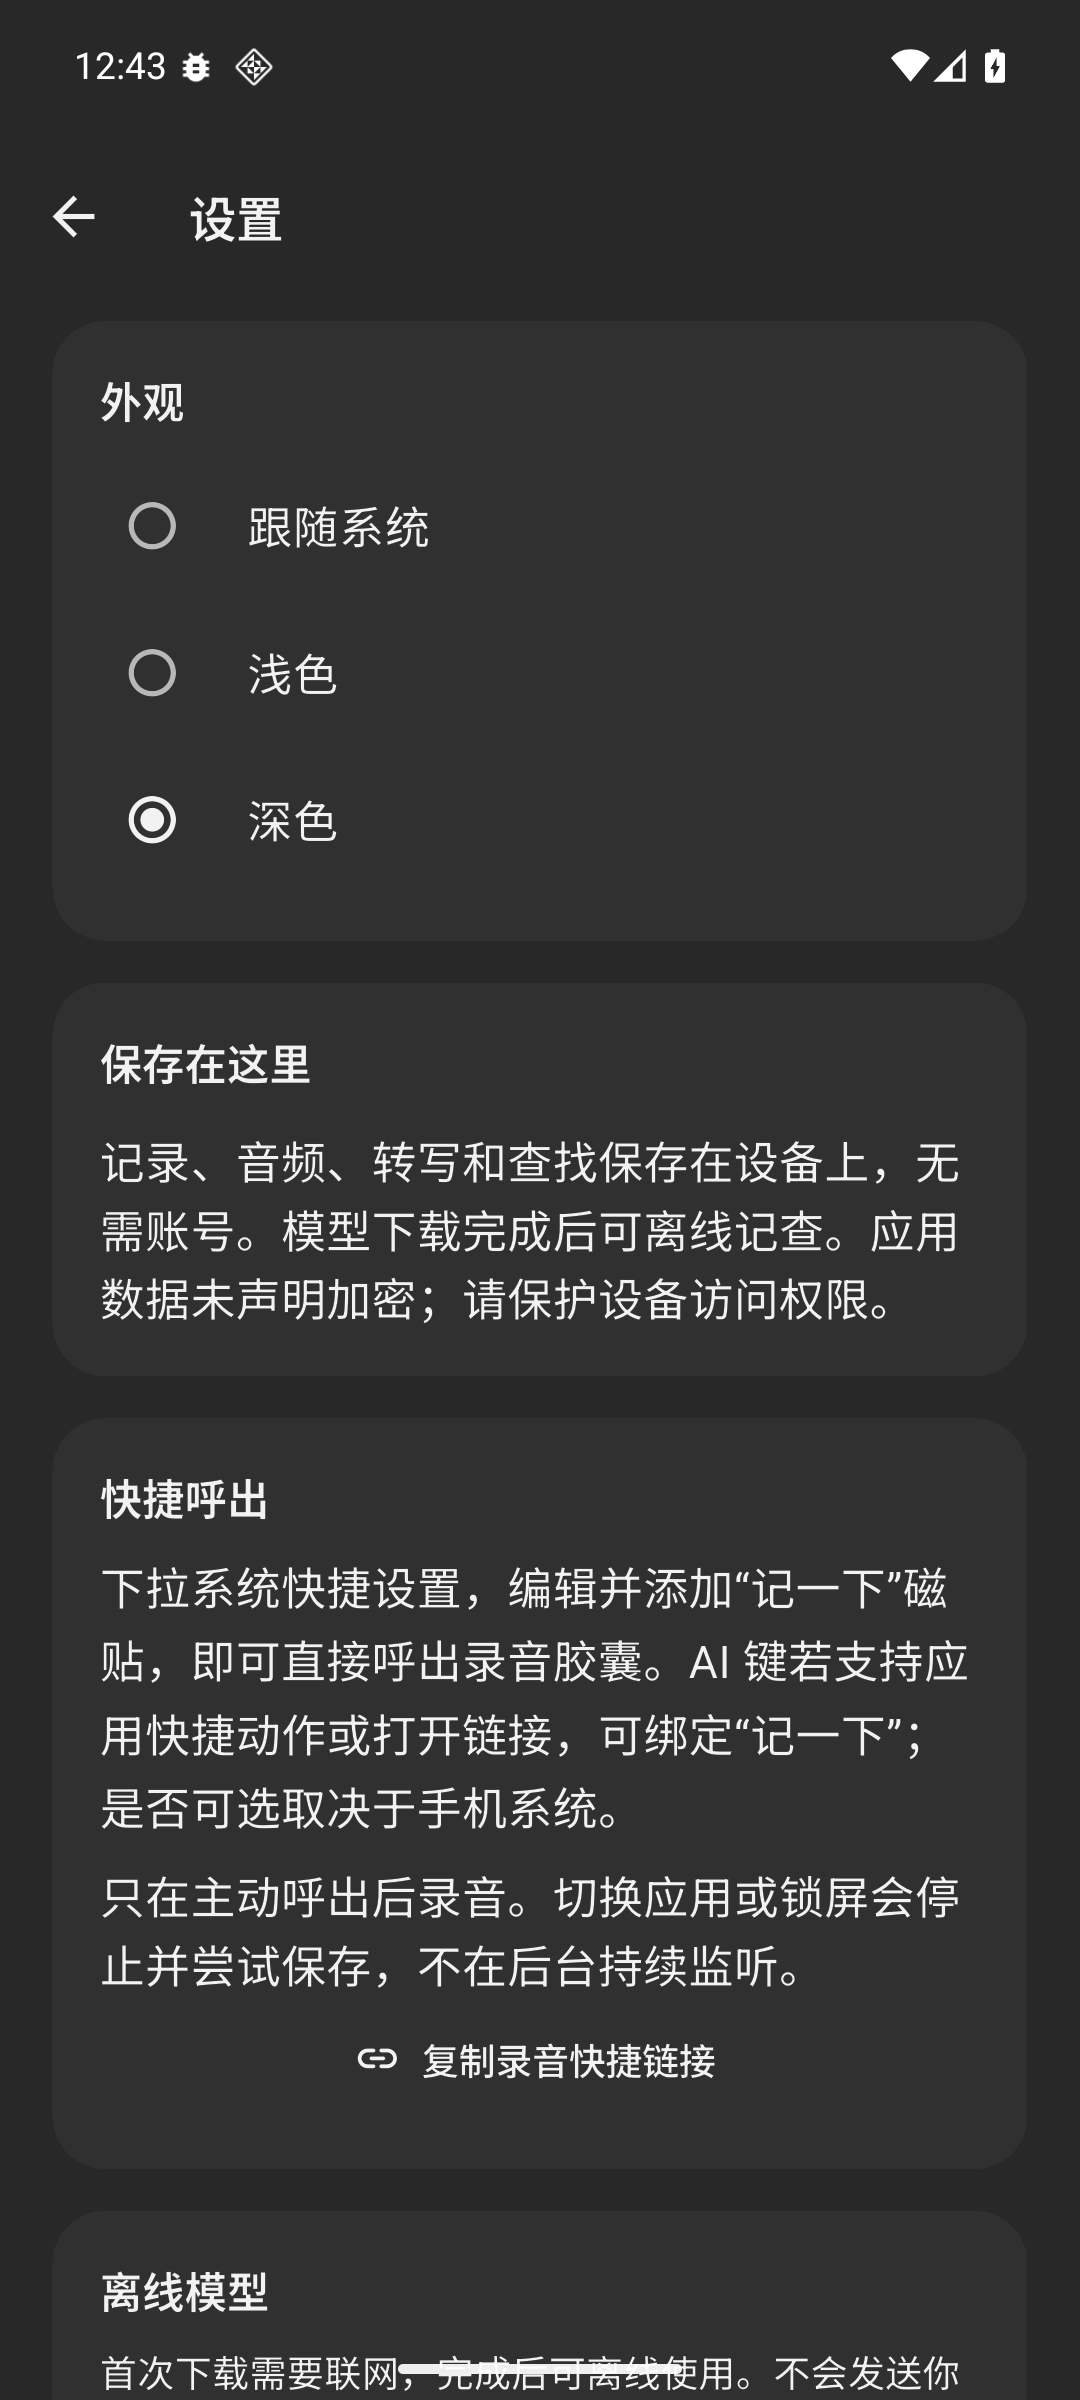 12:43
设置
外观
跟随系统
浅色
深色
保存在这里
记录、音频、转写和查找保存在设备上，无
需账号。模型下载完成后可离线记查。应用
数据未声明加密；请保护设备访问权限。
快捷呼出
下拉系统快捷设置，编辑并添加“记一下”磁
贴，即可直接呼出录音胶囊。AI 键若支持应
用快捷动作或打开链接，可绑定“记一下”；
是否可选取决于手机系统。
只在主动呼出后录音。切换应用或锁屏会停
止并尝试保存，不在后台持续监听。
复制录音快捷链接
离线模型
首次下载需要联网，完成后可离线使用。不会发送你